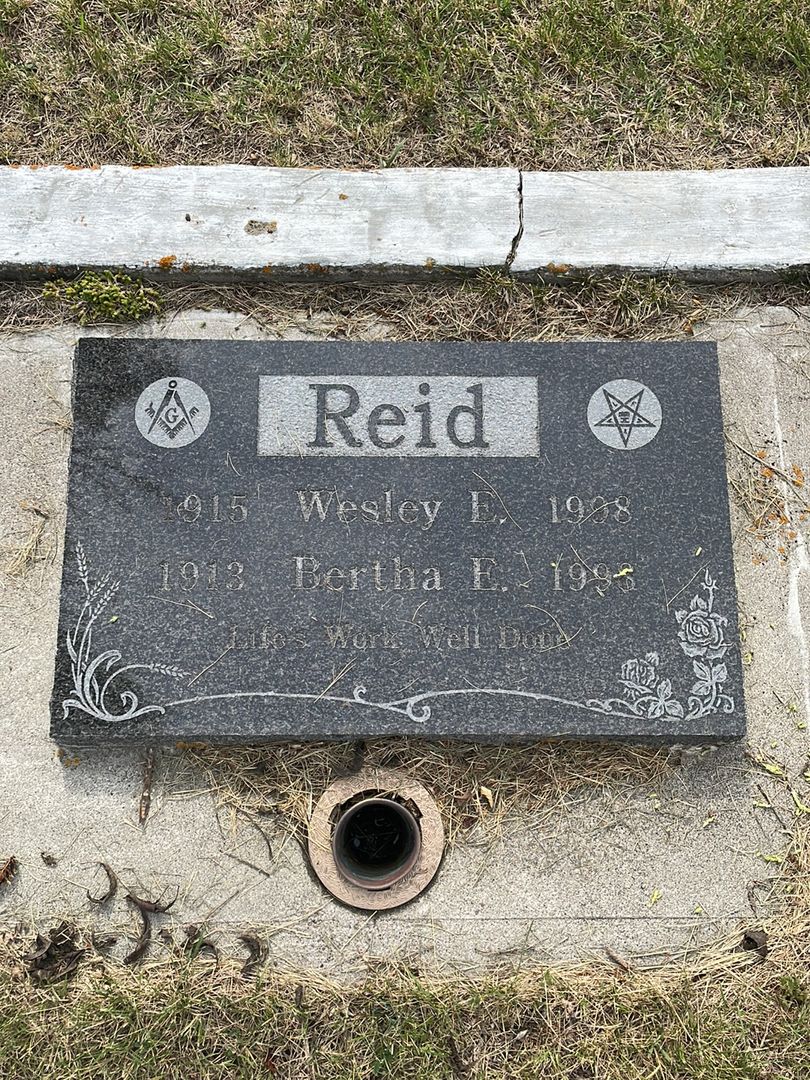 G
Reid
1915 Wesley E. 1998
1913 Bertha E.
Life's Work Well Done